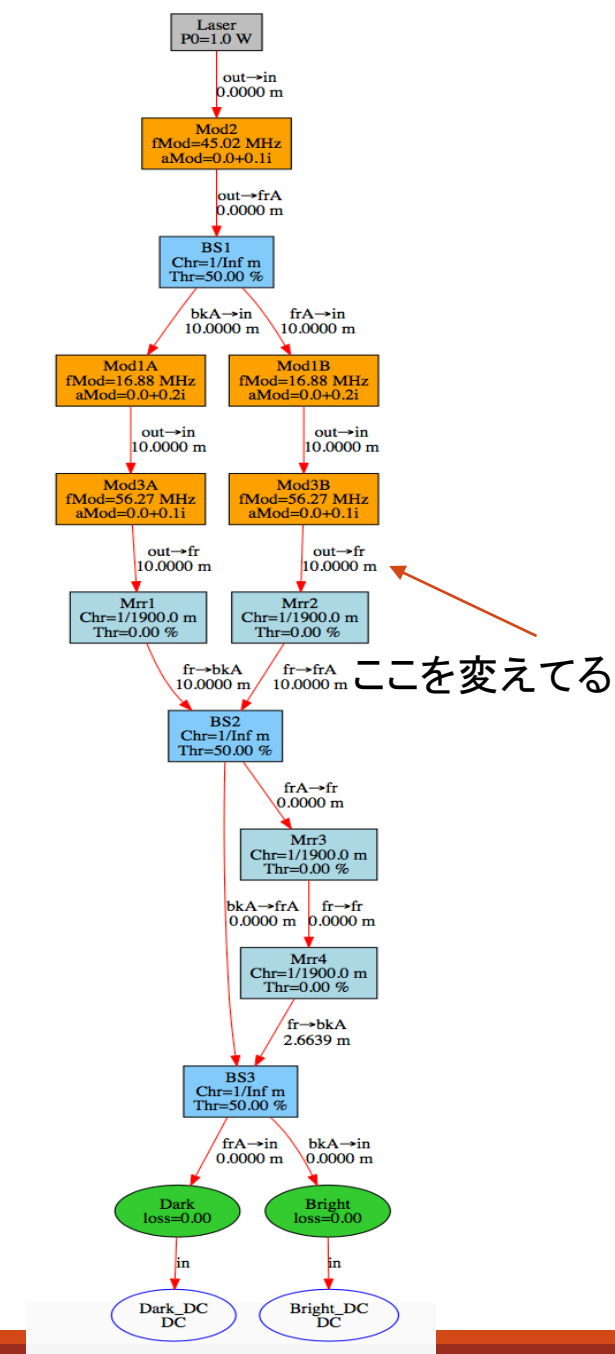 Laser
P0=1.0 W
out→in
0.0000 m
Mod2
fMod=45.02 MHz
aMod=0.0+0.1i
out→frA
0.0000 m
BS1
Chr=1/Inf m
Thr=50.00 %
bkA→in
10.0000 m
frA→in
10.0000 m
Mod1A
fMod=16.88 MHz
aMod=0.0+0.2i
Mod1B
fMod=16.88 MHz
aMod=0.0+0.2i
out→in
10.0000 m
out→in
10.0000 m
Mod3A
fMod=56.27 MHz
aMod=0.0+0.1i
Mod3B
fMod=56.27 MHz
aMod=0.0+0.1i
out→fr
10.0000 m
out→fr
10.0000 m
Mrr1
Chr=1/1900.0 m
Thr=0.00 %
Mrr2
Chr=1/1900.0 m
Thr=0.00 %
ここを変えてる
fr→bkA
10.0000 m
fr→frA
10.0000 m
BS2
Chr=1/Inf m
Thr=50.00 %
frA→fr
0.0000 m
Mrr3
Chr=1/1900.0 m
Thr=0.00 %
bkA→frA
0.0000 m
fr→fr
0.0000 m
Mrr4
Chr=1/1900.0 m
Thr=0.00 %
fr→bkA
2.6639 m
BS3
Chr=1/Inf m
Thr=50.00 %
frA→in
0.0000 m
bkA→in
0.0000 m
Dark
loss=0.00
Bright
loss=0.00
in
in
Dark_DC
DC
Bright_DC
DC